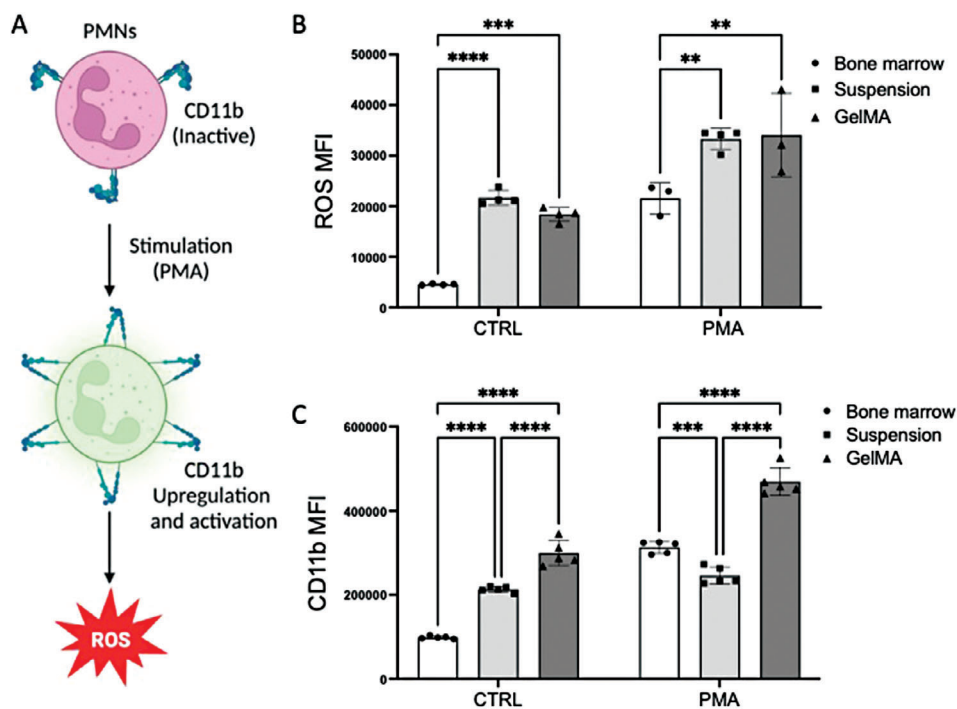 A
PMNs
CD11b
(Inactive)
Stimulation
(PMA)
CD11b
Upregulation
and activation
ROS
B
ROS MFI
50000
40000
30000
20000
10000
0
***
****
**
**
CTRL
PMA
Bone marrow
Suspension
GelMA
C
CD11b MFI
600000
400000
200000
0
****
****
****
****
***
****
CTRL
PMA
Bone marrow
Suspension
GelMA